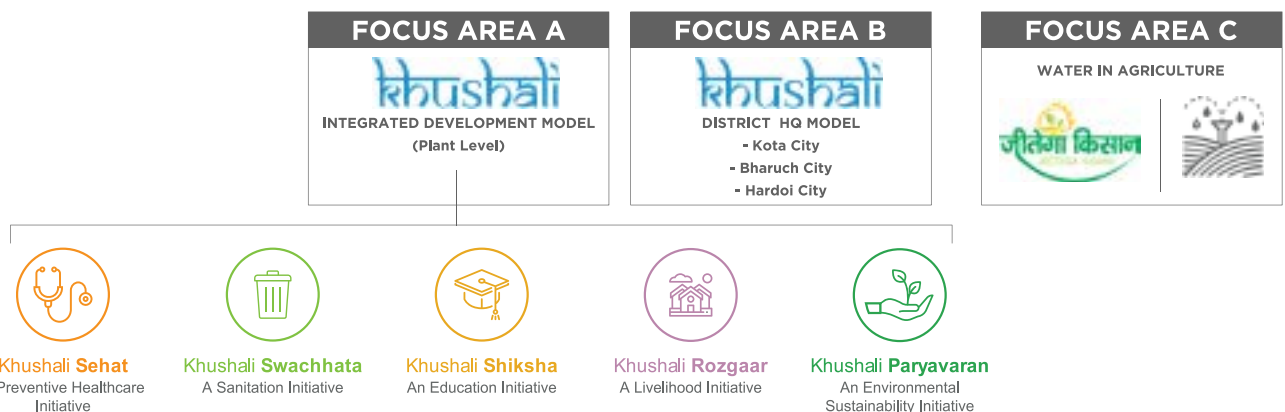 FOCUS AREA A
khushali
INTEGRATED DEVELOPMENT MODEL
(Plant Level)
FOCUS AREA B
khushali
DISTRICT HQ MODEL
- Kota City
- Bharuch City
- Hardoi City
FOCUS AREA C
WATER IN AGRICULTURE
जीतेगा किसान
Khushali Sehat
Preventive Healthcare
Initiative
Khushali Swachhata
A Sanitation Initiative
Khushali Shiksha
An Education Initiative
Khushali Rozgaar
A Livelihood Initiative
Khushali Paryavaran
An Environmental
Sustainability Initiative